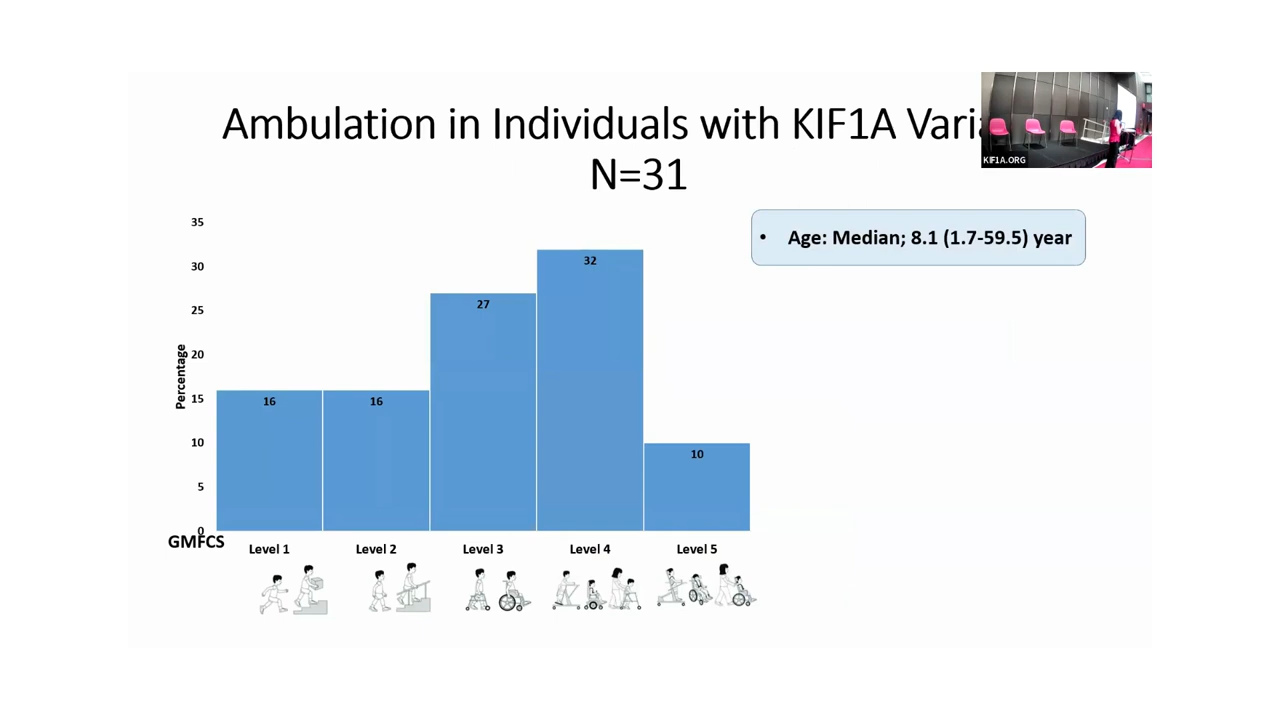 Ambulation in Individuals with KIF1A
N=31
KIF1A.ORG
• Age: Median; 8.1 (1.7-59.5) year
Percentage
35
30
25
20
15
10
5
0
16
16
27
32
10
GMFCS
Level 1
Level 2
Level 3
Level 4
Level 5